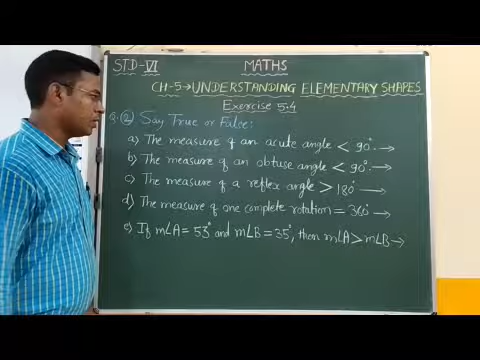 STD-VI MATHS
CH-5→UNDERSTANDING ELEMENTARY SHAPES
Exercise 5.4
Q. ② Say True or False:
a) The measure of an acute angle < 90°. →
b) The measure of an obtuse angle < 90°. →
c) The measure of a reflex angle > 180° →
d) The measure of one complete rotation = 360° →
e) If m∠A = 53° and m∠B = 35°, then m∠A > m∠B →